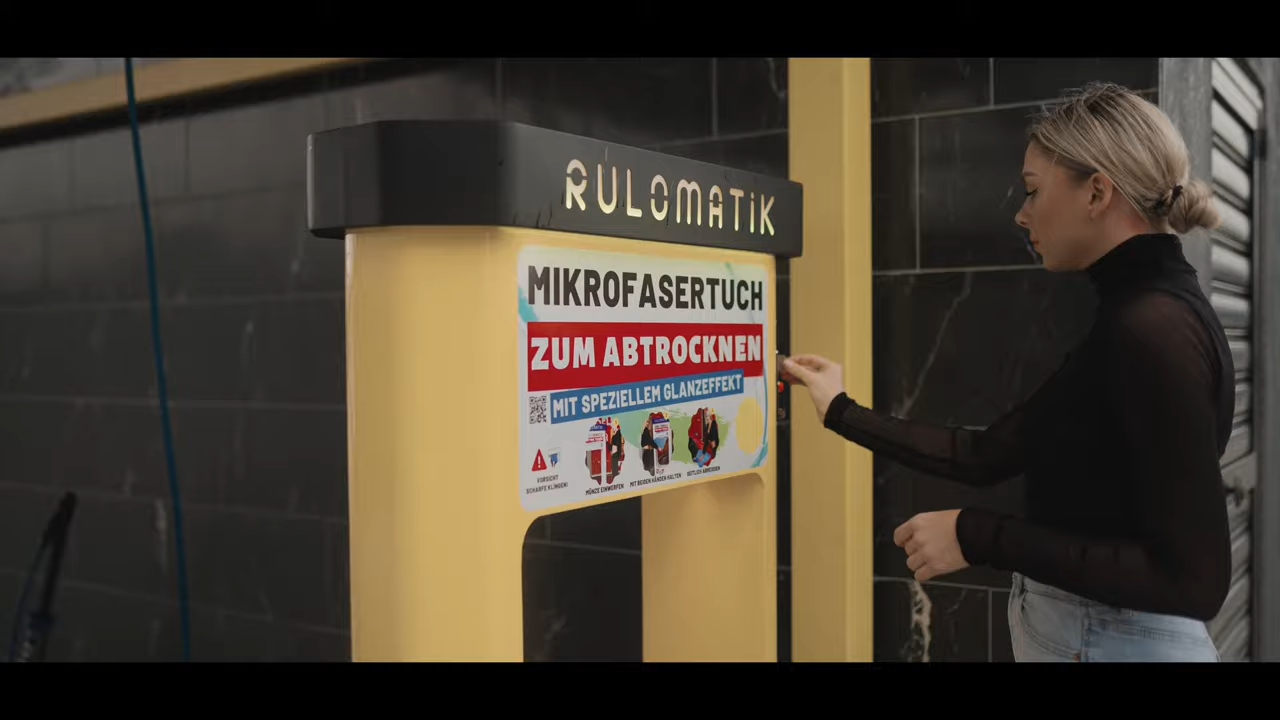 RULOMATIK
MIKROFASERTUCH
ZUM ABTROCKNEN
MIT SPEZIELLEM GLANZEFFEKT
VORSICHT
SCHARFE KLINGEN!
MÜNZE EINWERFEN
MIT BEIDEN HÄNDEN HALTEN
SEITLICH ABREISSEN